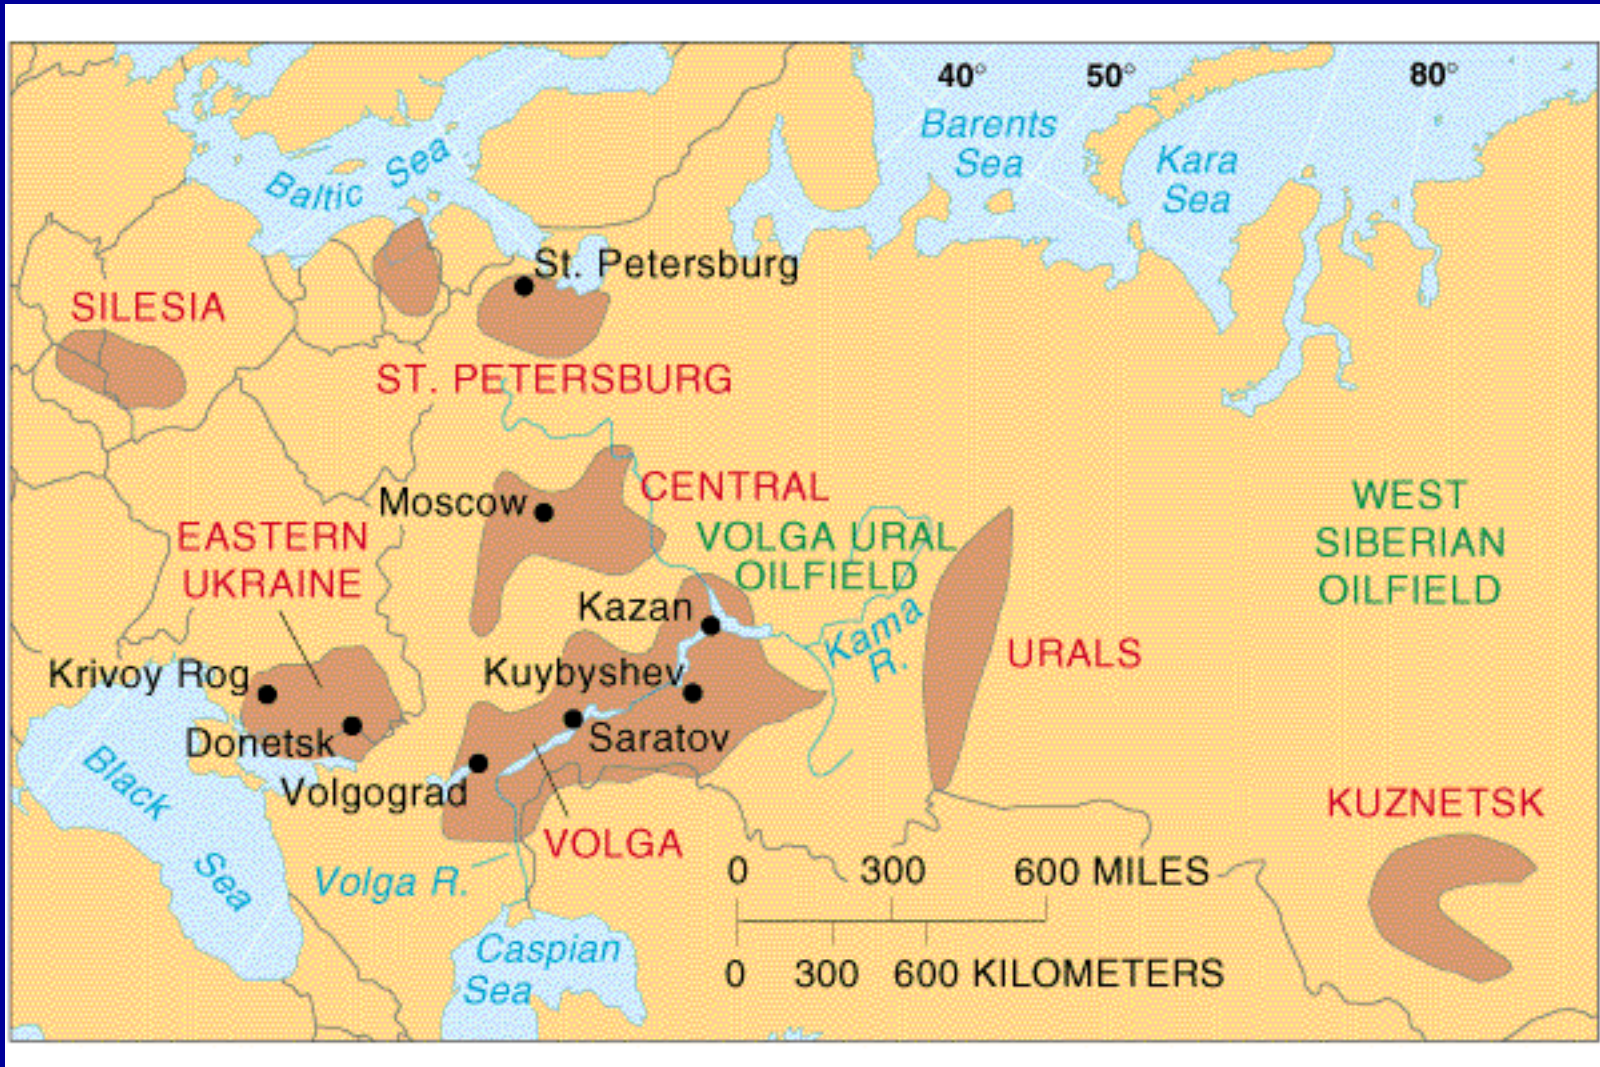 40° 50° 80°
Barents
Sea
Kara
Sea
Baltic Sea
St. Petersburg
SILESIA
ST. PETERSBURG
CENTRAL
Moscow
WEST
SIBERIAN
OILFIELD
EASTERN
UKRAINE
VOLGA URAL
OILFIELD
Kazan
Kama
R.
URALS
Krivoy Rog
Kuybyshev
Donetsk
Saratov
Black
Sea
Volgograd
VOLGA
KUZNETSK
Volga R.
0 300 600 MILES
Caspian
Sea
0 300 600 KILOMETERS